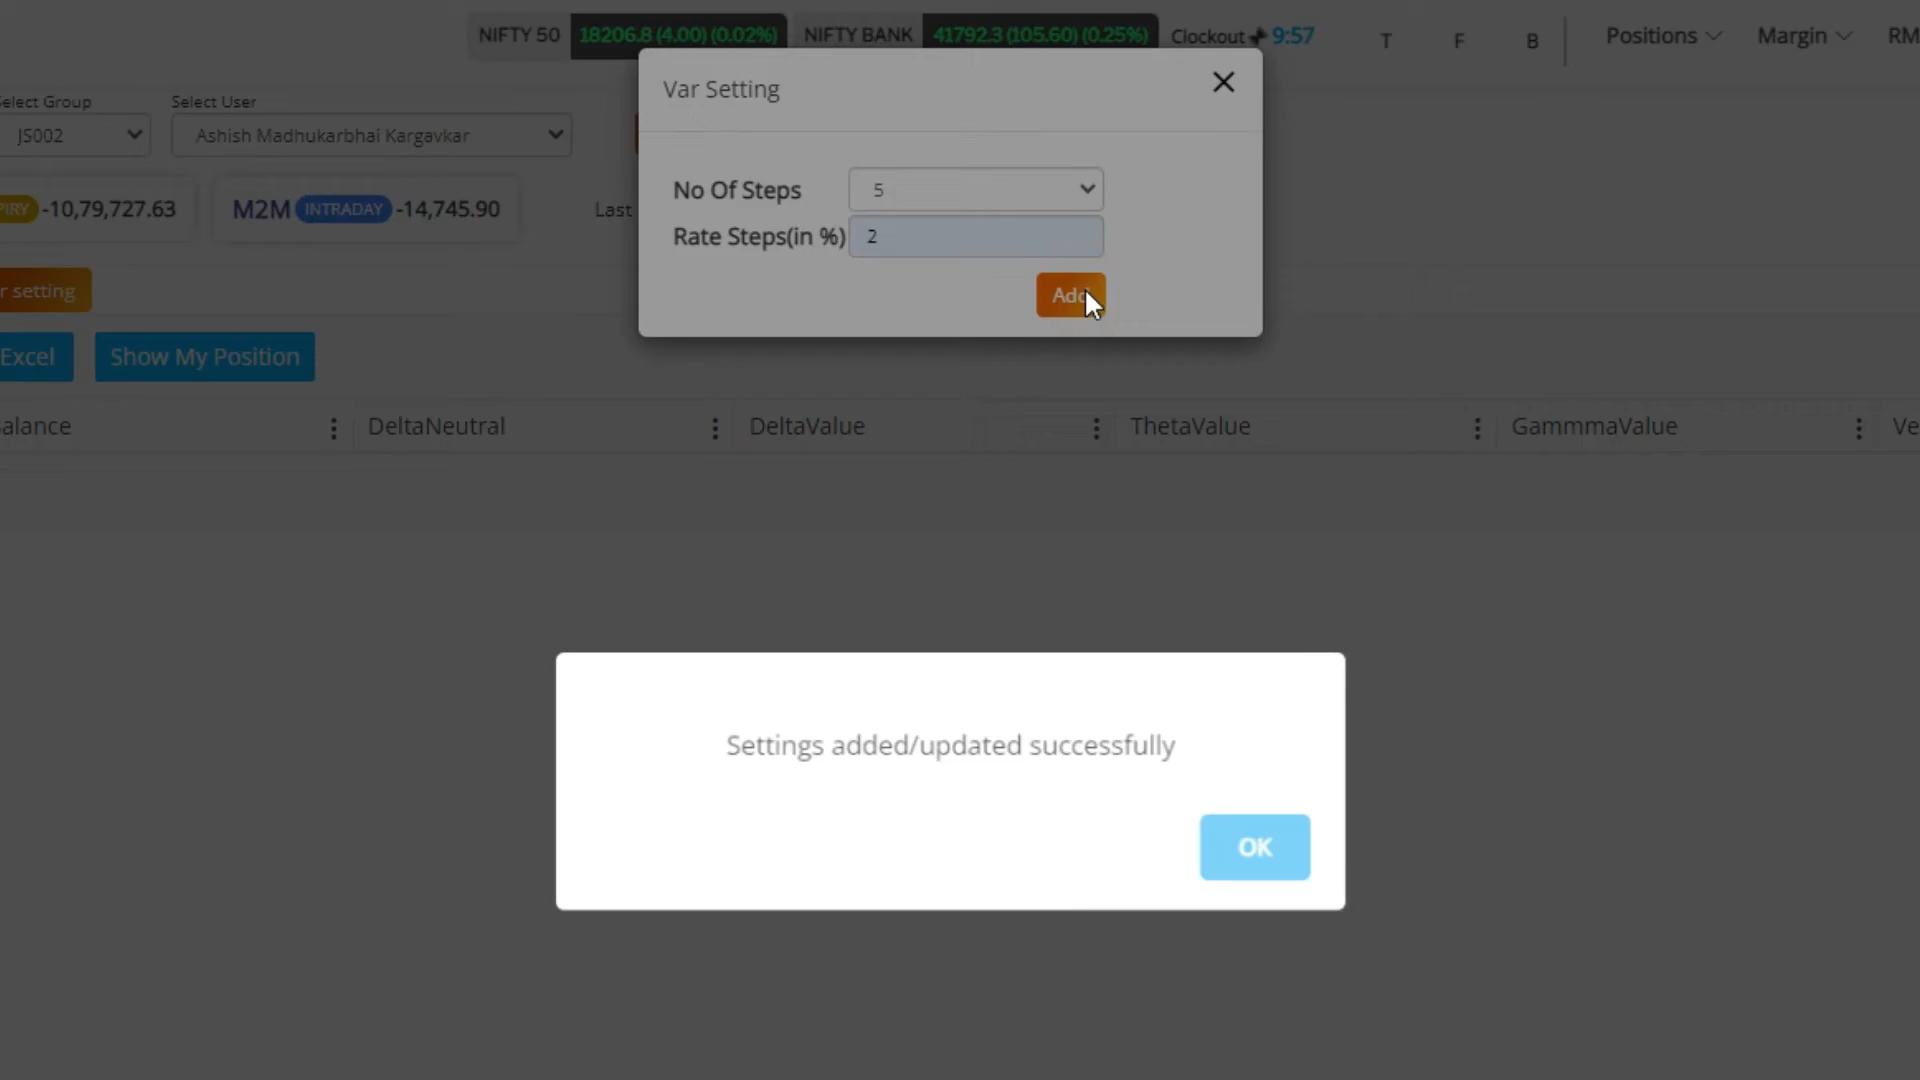 NIFTY 50 18206.8 (4.00) (0.02%) NIFTY BANK 41792.3 (105.60) (0.25%) Clockout 9:57 T F B Positions Margin RM
Var Setting
Select Group Select User
JS002 Ashish Madhukarbhai Kargavkar
No Of Steps 5
PIRY -10,79,727.63 M2M INTRADAY -14,745.90 Last
Rate Steps(in %) 2
r setting
Add
Excel Show My Position
alance DeltaNeutral DeltaValue ThetaValue GammmaValue Ve
Settings added/updated successfully
OK